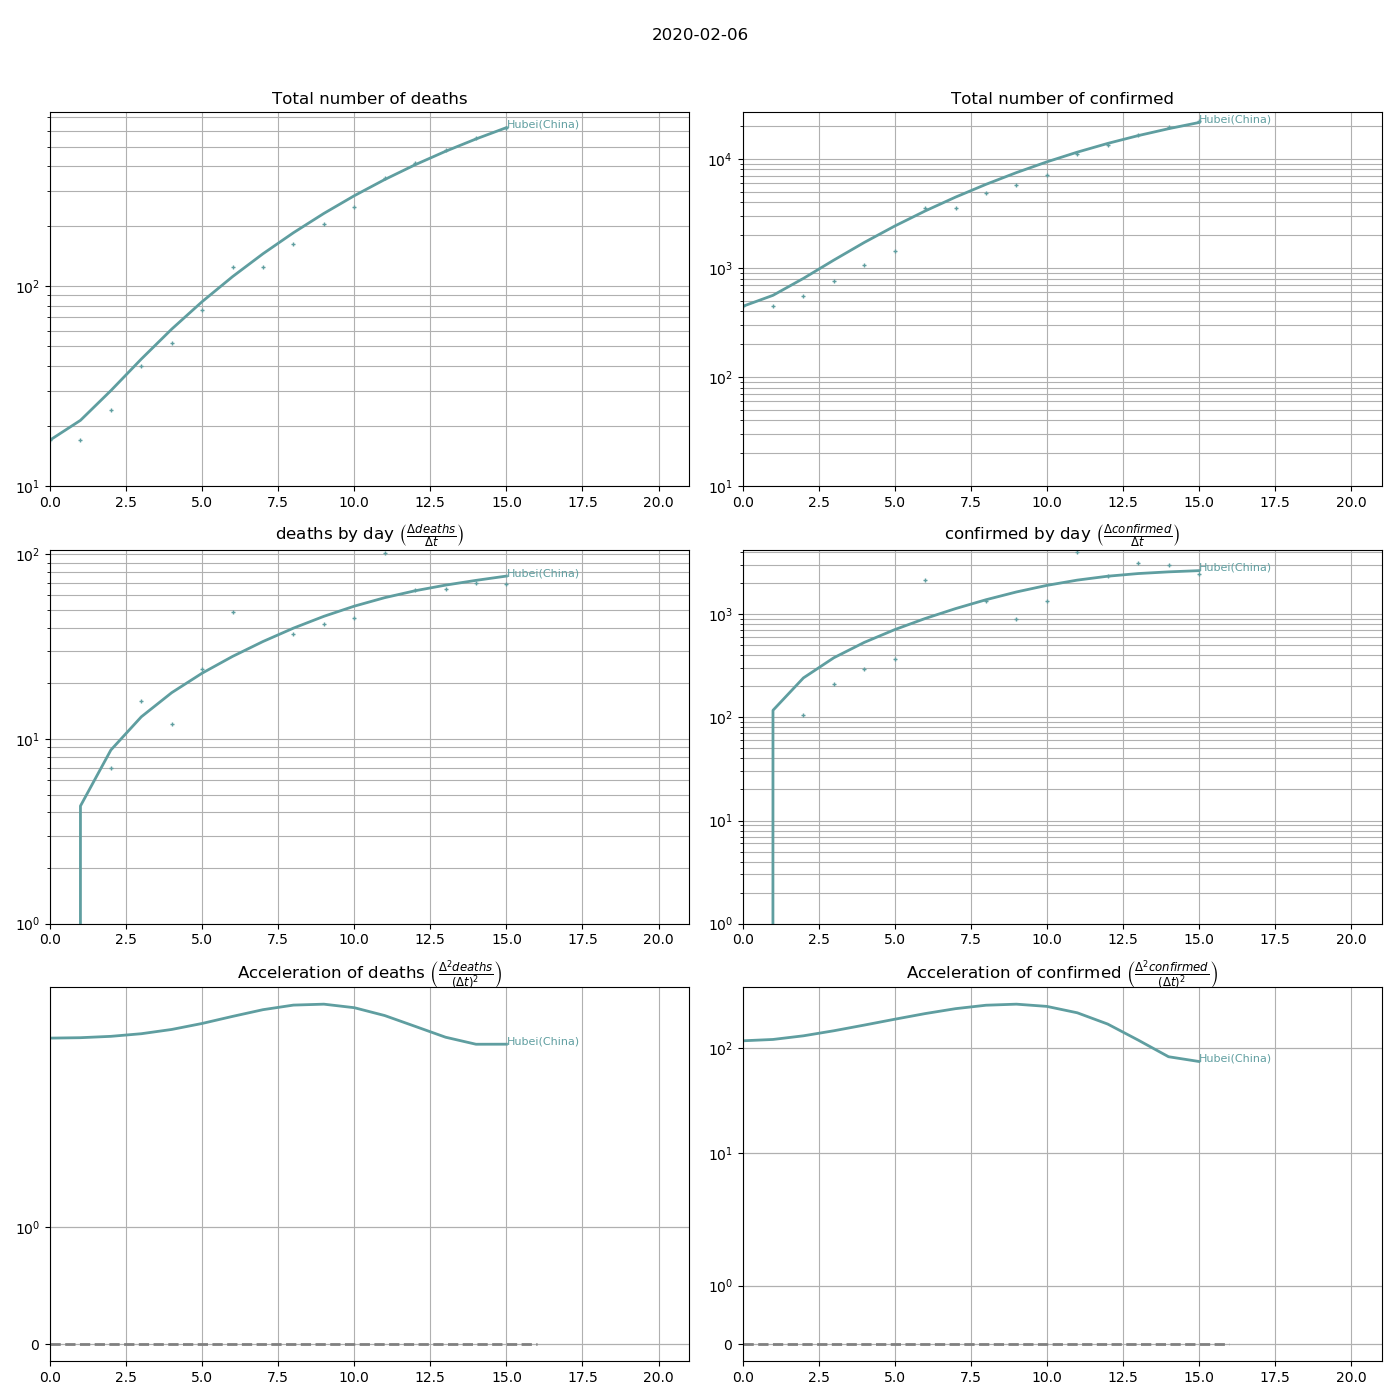 2020-02-06
Total number of deaths
Total number of confirmed
Hubei(China)
Hubei(China)
10^2
10^1
10^4
10^3
10^2
10^1
0.0 2.5 5.0 7.5 10.0 12.5 15.0 17.5 20.0
0.0 2.5 5.0 7.5 10.0 12.5 15.0 17.5 20.0
deaths by day (Δdeaths/Δt)
confirmed by day (Δconfirmed/Δt)
Hubei(China)
Hubei(China)
10^2
10^1
10^0
10^3
10^2
10^1
10^0
0.0 2.5 5.0 7.5 10.0 12.5 15.0 17.5 20.0
0.0 2.5 5.0 7.5 10.0 12.5 15.0 17.5 20.0
Acceleration of deaths (Δ^2deaths/(Δt)^2)
Acceleration of confirmed (Δ^2confirmed/(Δt)^2)
Hubei(China)
Hubei(China)
10^0
0
10^2
10^1
10^0
0
0.0 2.5 5.0 7.5 10.0 12.5 15.0 17.5 20.0
0.0 2.5 5.0 7.5 10.0 12.5 15.0 17.5 20.0